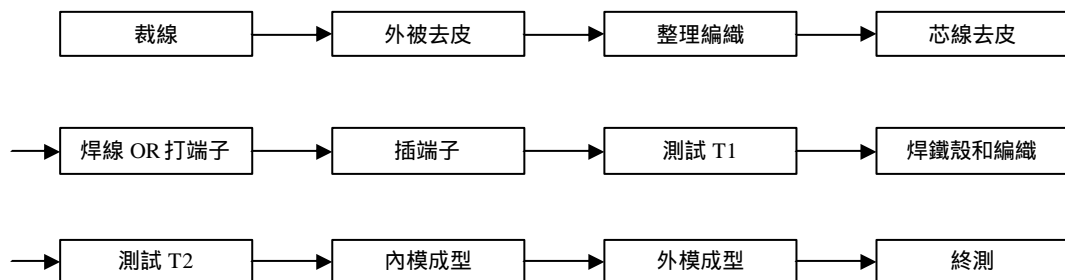 裁線
外被去皮
整理編織
芯線去皮
焊線 OR 打端子
插端子
測試 T1
焊鐵殼和編織
測試 T2
內模成型
外模成型
終測